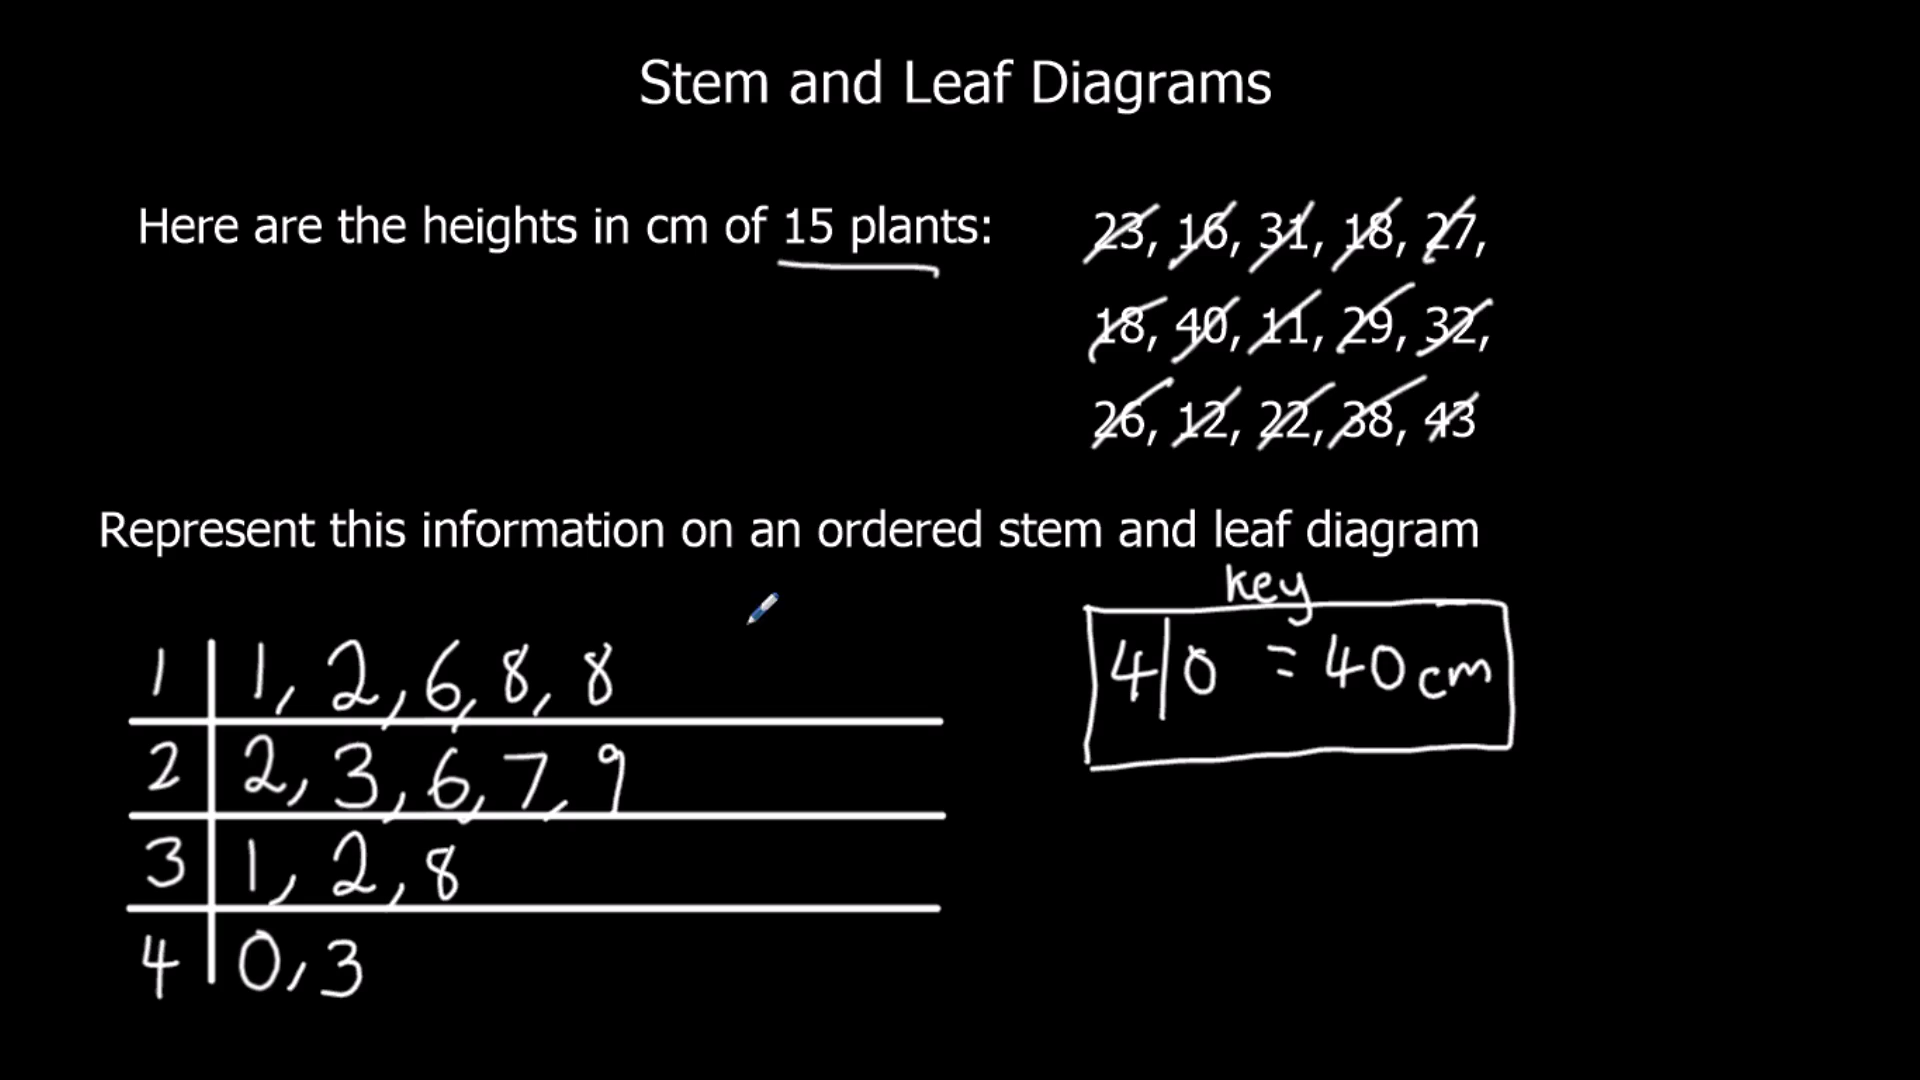 Stem and Leaf Diagrams
Here are the heights in cm of 15 plants:
23, 16, 31, 18, 27,
18, 40, 11, 29, 32,
26, 12, 22, 38, 43
Represent this information on an ordered stem and leaf diagram
key
4|0 = 40cm
1 | 1, 2, 6, 8, 8
2 | 2, 3, 6, 7, 9
3 | 1, 2, 8
4 | 0, 3